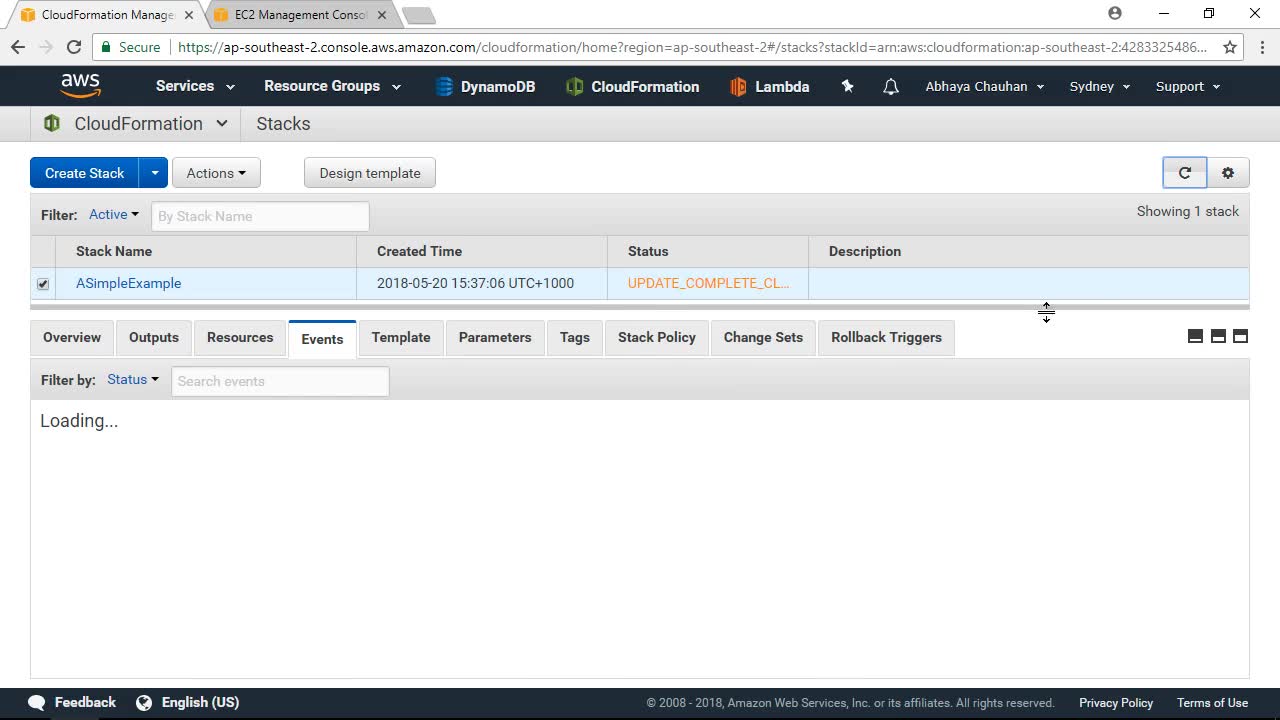 CloudFormation Manage
EC2 Management Conso
Secure
https://ap-southeast-2.console.aws.amazon.com/cloudformation/home?region=ap-southeast-2#/stacks?stackId=arn:aws:cloudformation:ap-southeast-2:4283325486...
aws Services Resource Groups DynamoDB CloudFormation Lambda Abhaya Chauhan Sydney Support
CloudFormation Stacks
Create Stack Actions Design template
Filter: Active By Stack Name Showing 1 stack
Stack Name Created Time Status Description
ASimpleExample 2018-05-20 15:37:06 UTC+1000 UPDATE_COMPLETE_CL...
Overview Outputs Resources Events Template Parameters Tags Stack Policy Change Sets Rollback Triggers
Filter by: Status Search events
Loading...
Feedback English (US) © 2008 - 2018, Amazon Web Services, Inc. or its affiliates. All rights reserved. Privacy Policy Terms of Use